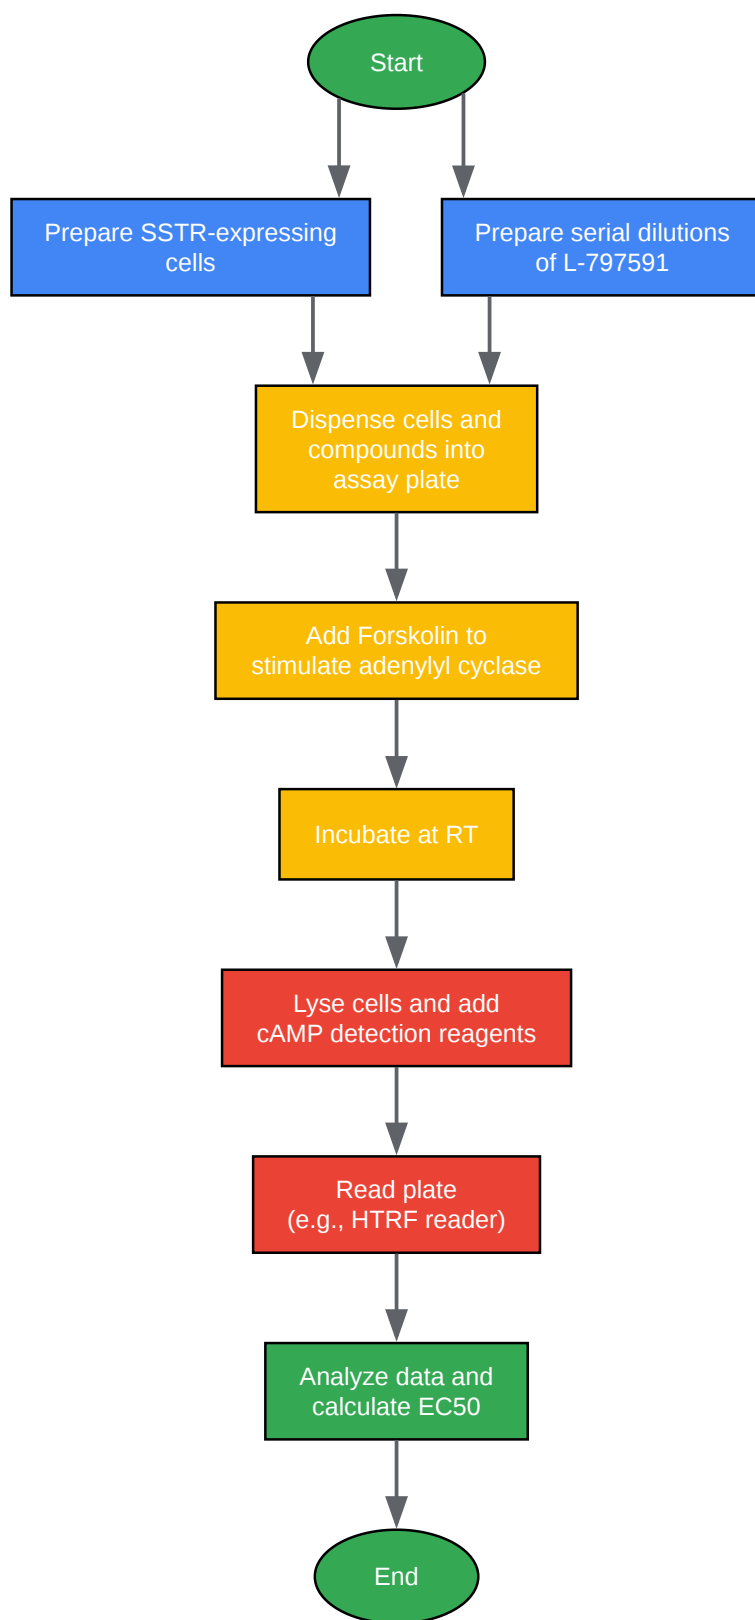 Start
Prepare SSTR-expressing
cells
Prepare serial dilutions
of L-797591
Dispense cells and
compounds into
assay plate
Add Forskolin to
stimulate adenylyl cyclase
Incubate at RT
Lyse cells and add
cAMP detection reagents
Read plate
(e.g., HTRF reader)
Analyze data and
calculate EC50
End